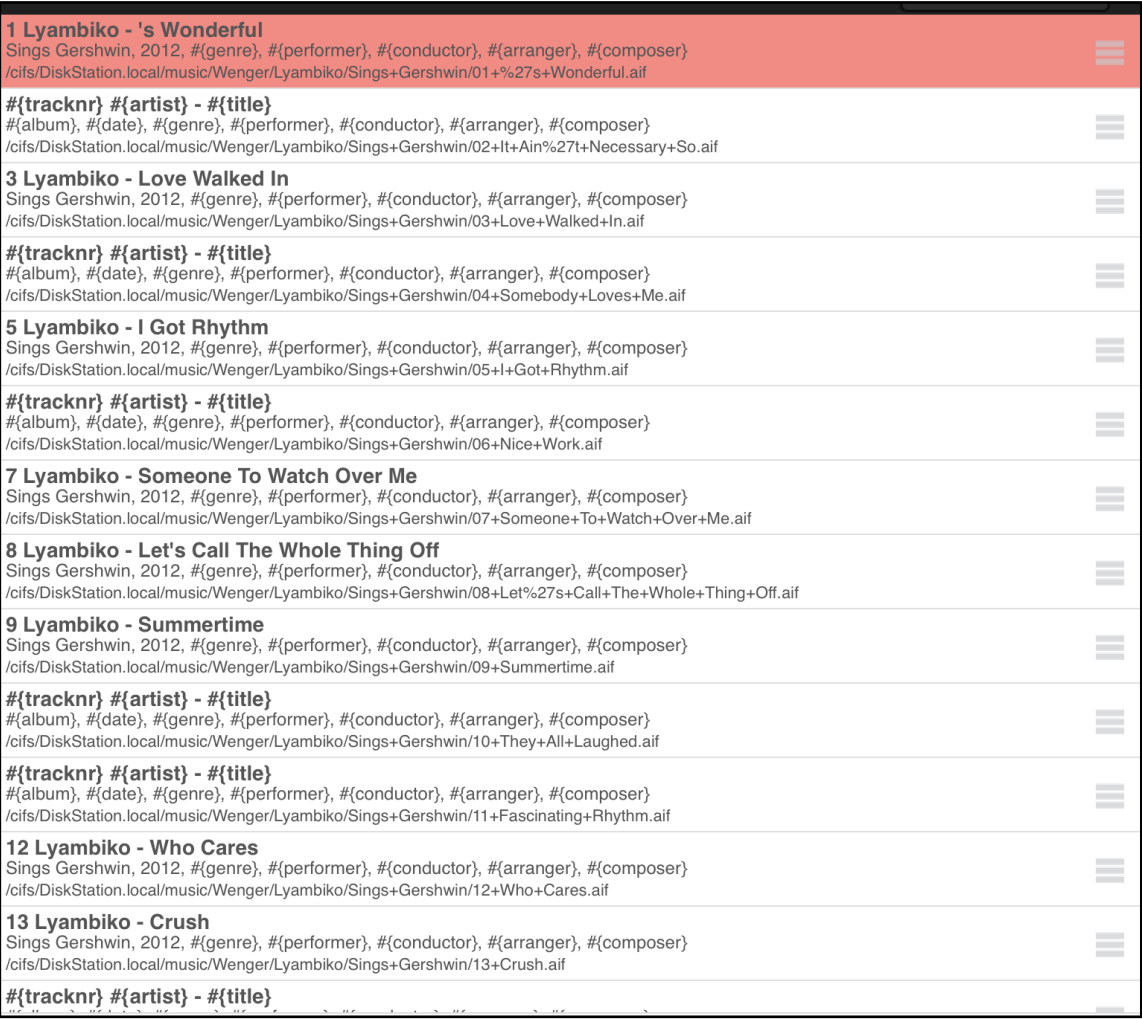 1 Lyambiko - 's Wonderful
Sings Gershwin, 2012, #{genre}, #{performer}, #{conductor}, #{arranger}, #{composer}
/cifs/DiskStation.local/music/Wenger/Lyambiko/Sings+Gershwin/01+%27s+Wonderful.aif
#{tracknr} #{artist} - #{title}
#{album}, #{date}, #{genre}, #{performer}, #{conductor}, #{arranger}, #{composer}
/cifs/DiskStation.local/music/Wenger/Lyambiko/Sings+Gershwin/02+It+Ain%27t+Necessary+So.aif
3 Lyambiko - Love Walked In
Sings Gershwin, 2012, #{genre}, #{performer}, #{conductor}, #{arranger}, #{composer}
/cifs/DiskStation.local/music/Wenger/Lyambiko/Sings+Gershwin/03+Love+Walked+In.aif
#{tracknr} #{artist} - #{title}
#{album}, #{date}, #{genre}, #{performer}, #{conductor}, #{arranger}, #{composer}
/cifs/DiskStation.local/music/Wenger/Lyambiko/Sings+Gershwin/04+Somebody+Loves+Me.aif
5 Lyambiko - I Got Rhythm
Sings Gershwin, 2012, #{genre}, #{performer}, #{conductor}, #{arranger}, #{composer}
/cifs/DiskStation.local/music/Wenger/Lyambiko/Sings+Gershwin/05+I+Got+Rhythm.aif
#{tracknr} #{artist} - #{title}
#{album}, #{date}, #{genre}, #{performer}, #{conductor}, #{arranger}, #{composer}
/cifs/DiskStation.local/music/Wenger/Lyambiko/Sings+Gershwin/06+Nice+Work.aif
7 Lyambiko - Someone To Watch Over Me
Sings Gershwin, 2012, #{genre}, #{performer}, #{conductor}, #{arranger}, #{composer}
/cifs/DiskStation.local/music/Wenger/Lyambiko/Sings+Gershwin/07+Someone+To+Watch+Over+Me.aif
8 Lyambiko - Let's Call The Whole Thing Off
Sings Gershwin, 2012, #{genre}, #{performer}, #{conductor}, #{arranger}, #{composer}
/cifs/DiskStation.local/music/Wenger/Lyambiko/Sings+Gershwin/08+Let%27s+Call+The+Whole+Thing+Off.aif
9 Lyambiko - Summertime
Sings Gershwin, 2012, #{genre}, #{performer}, #{conductor}, #{arranger}, #{composer}
/cifs/DiskStation.local/music/Wenger/Lyambiko/Sings+Gershwin/09+Summertime.aif
#{tracknr} #{artist} - #{title}
#{album}, #{date}, #{genre}, #{performer}, #{conductor}, #{arranger}, #{composer}
/cifs/DiskStation.local/music/Wenger/Lyambiko/Sings+Gershwin/10+They+All+Laughed.aif
#{tracknr} #{artist} - #{title}
#{album}, #{date}, #{genre}, #{performer}, #{conductor}, #{arranger}, #{composer}
/cifs/DiskStation.local/music/Wenger/Lyambiko/Sings+Gershwin/11+Fascinating+Rhythm.aif
12 Lyambiko - Who Cares
Sings Gershwin, 2012, #{genre}, #{performer}, #{conductor}, #{arranger}, #{composer}
/cifs/DiskStation.local/music/Wenger/Lyambiko/Sings+Gershwin/12+Who+Cares.aif
13 Lyambiko - Crush
Sings Gershwin, 2012, #{genre}, #{performer}, #{conductor}, #{arranger}, #{composer}
/cifs/DiskStation.local/music/Wenger/Lyambiko/Sings+Gershwin/13+Crush.aif
#{tracknr} #{artist} - #{title}